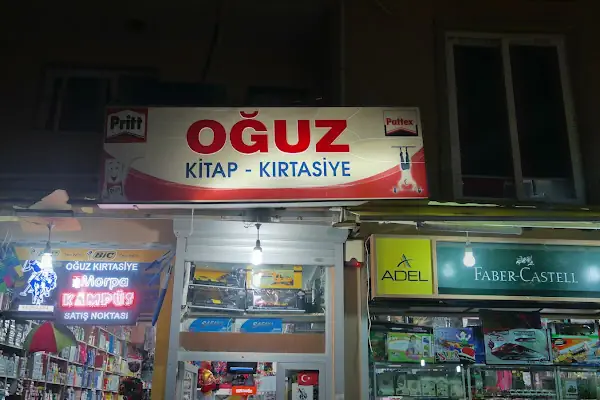 Pritt
OĞUZ
KİTAP - KIRTASİYE
Pattex
BIC
OĞUZ KIRTASİYE
Morpa
KAMPÜS
SATIŞ NOKTASI
ADEL
FABER-CASTELL